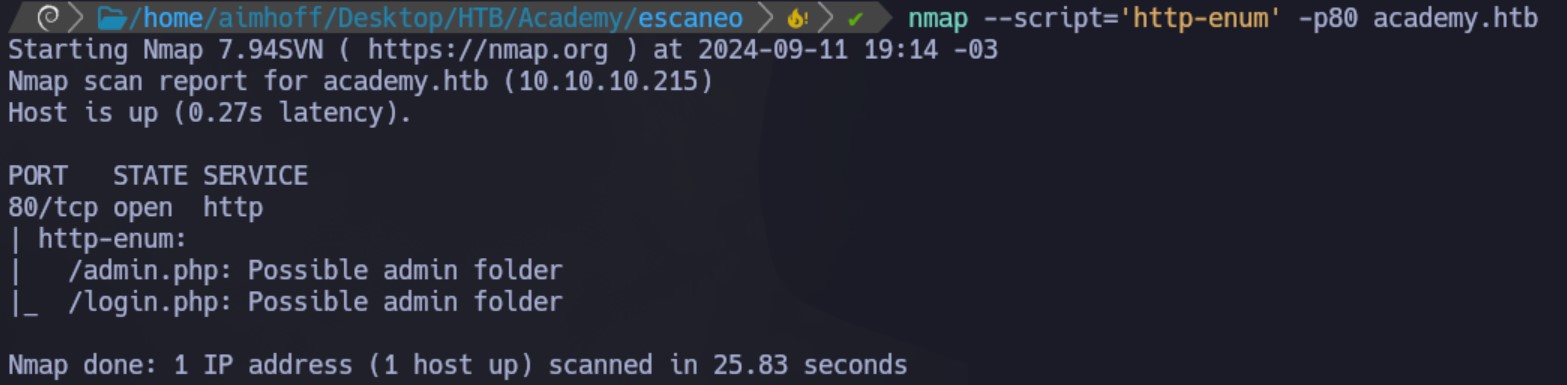 /home/aimhoff/Desktop/HTB/Academy/escaneo ✔ nmap --script='http-enum' -p80 academy.htb
Starting Nmap 7.94SVN ( https://nmap.org ) at 2024-09-11 19:14 -03
Nmap scan report for academy.htb (10.10.10.215)
Host is up (0.27s latency).
PORT   STATE SERVICE
80/tcp open  http
| http-enum:
|   /admin.php: Possible admin folder
|_  /login.php: Possible admin folder
Nmap done: 1 IP address (1 host up) scanned in 25.83 seconds